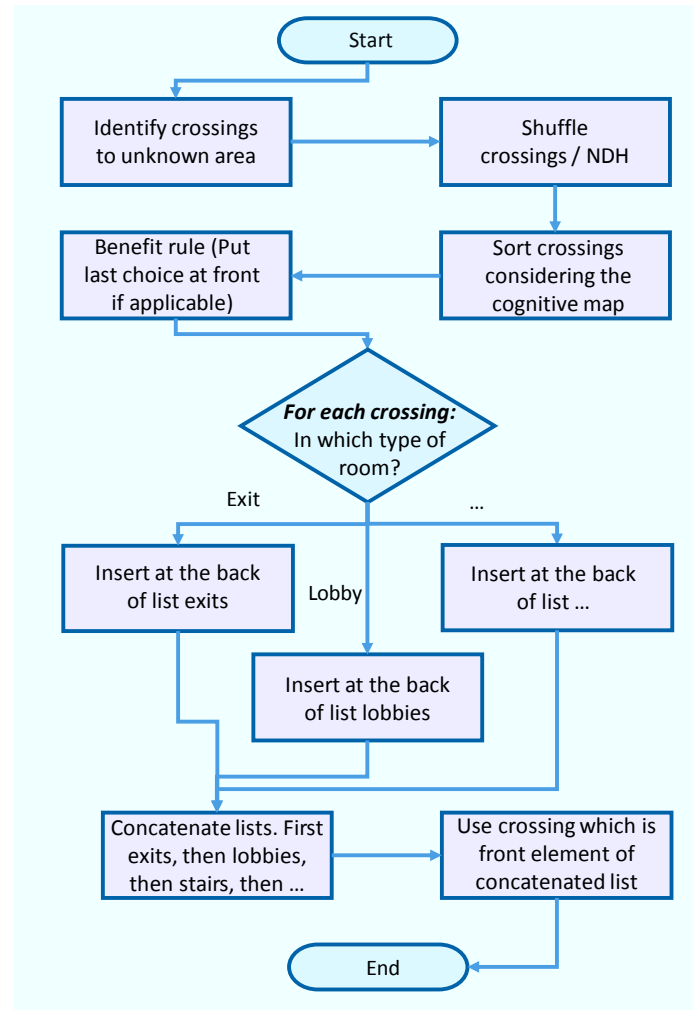 Start
Identify crossings
to unknown area
Shuffle
crossings / NDH
Benefit rule (Put
last choice at front
if applicable)
Sort crossings
considering the
cognitive map
For each crossing:
In which type of
room?
Exit
...
Insert at the back
of list exits
Lobby
Insert at the back
of list ...
Insert at the back
of list lobbies
Concatenate lists. First
exits, then lobbies,
then stairs, then ...
Use crossing which is
front element of
concatenated list
End